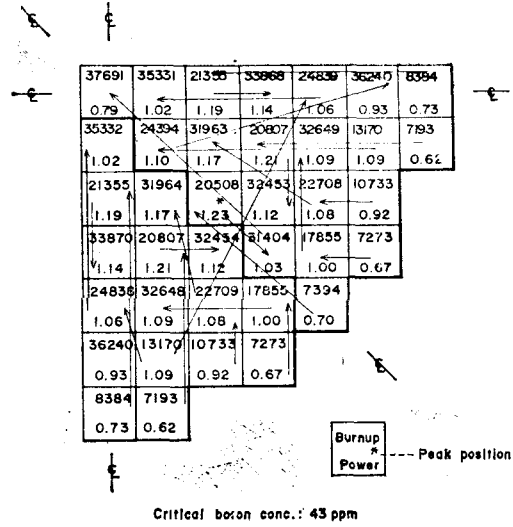 ℄ ℄
37691 35331 21355 33868 24839 36240 8384
℄ 0.79 1.02 1.19 1.14 1.06 0.93 0.73 ℄
35332 24394 31963 20807 32649 13170 7193
1.02 1.10 1.17 1.21 1.09 1.09 0.62
21355 31964 20508 32453 22708 10733
*
1.19 1.17 1.23 1.12 1.08 0.92
33870 20807 32454 31404 17855 7273
1.14 1.21 1.12 1.03 1.00 0.67
24838 32648 22709 17855 7394
1.06 1.09 1.08 1.00 0.70
36240 13170 10733 7273
0.93 1.09 0.92 0.67 ℄
8384 7193
0.73 0.62
Burnup
* ---- Peak position
Power
℄
Critical boron conc.: 43 ppm